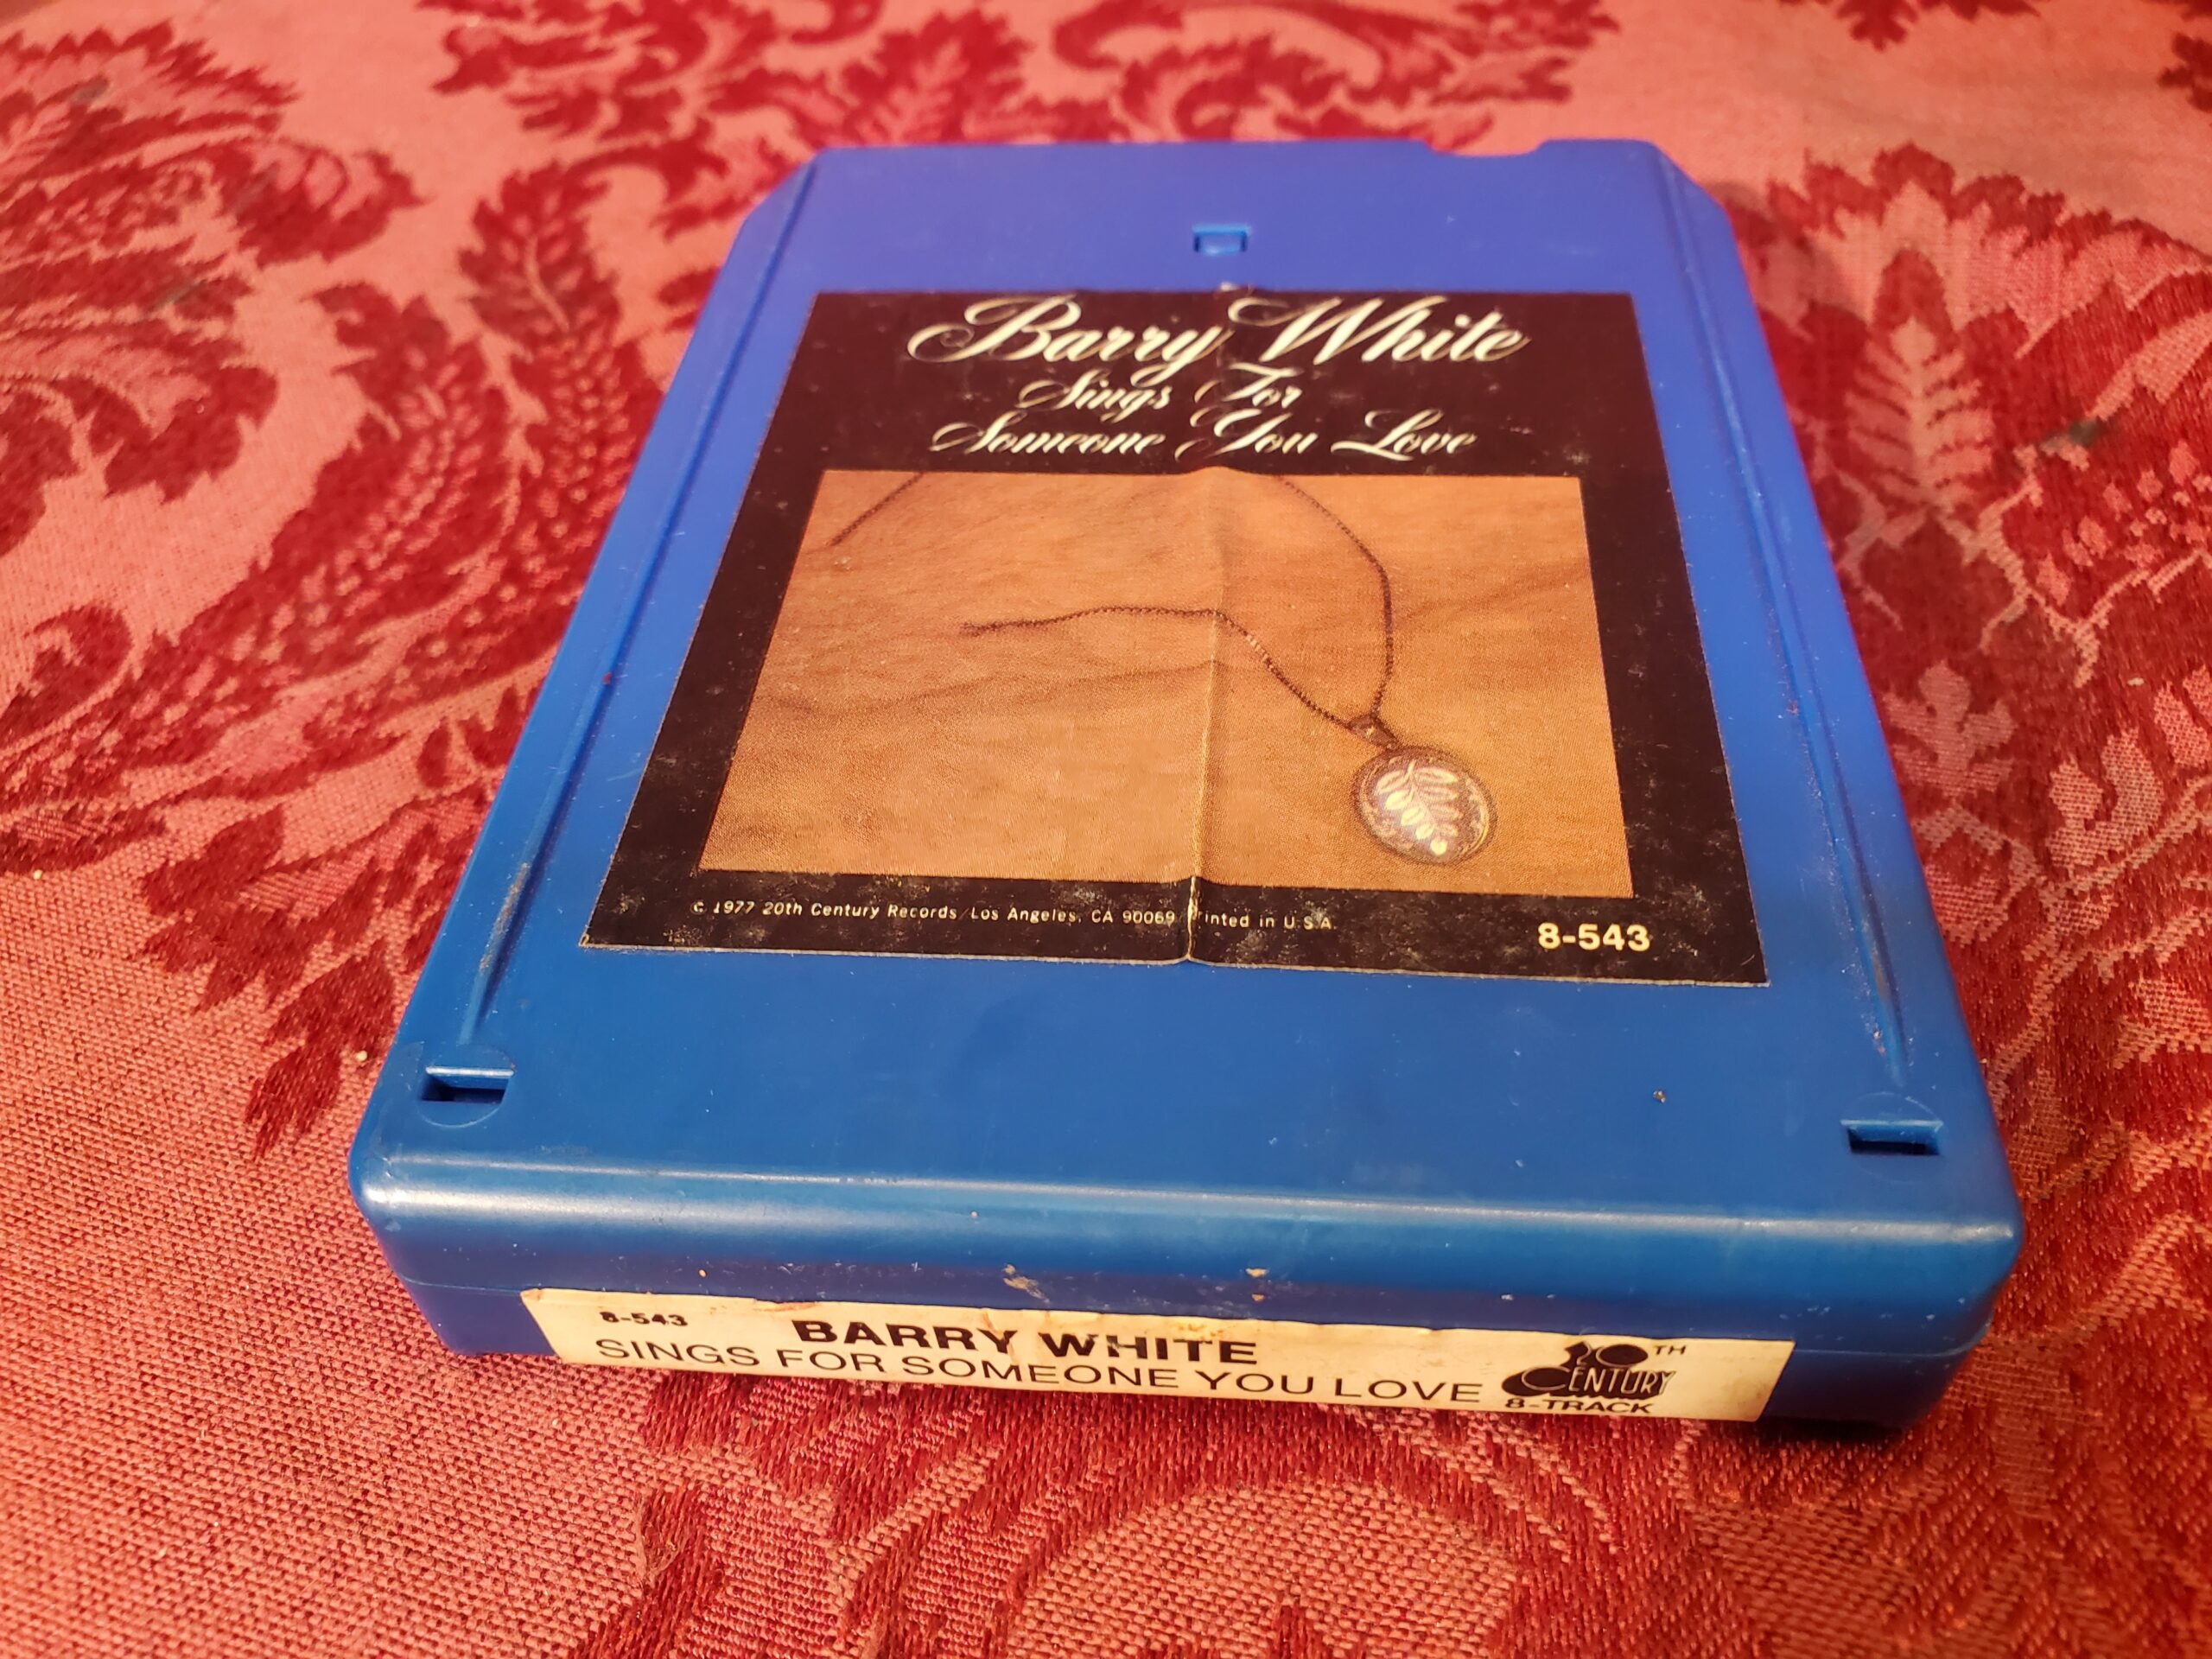 Barry White
Sings For
Someone You Love
© 1977 20th Century Records/Los Angeles, CA 90069 Printed in U.S.A.
8-543
8-543
BARRY WHITE
SINGS FOR SOMEONE YOU LOVE
20TH
CENTURY
8-TRACK